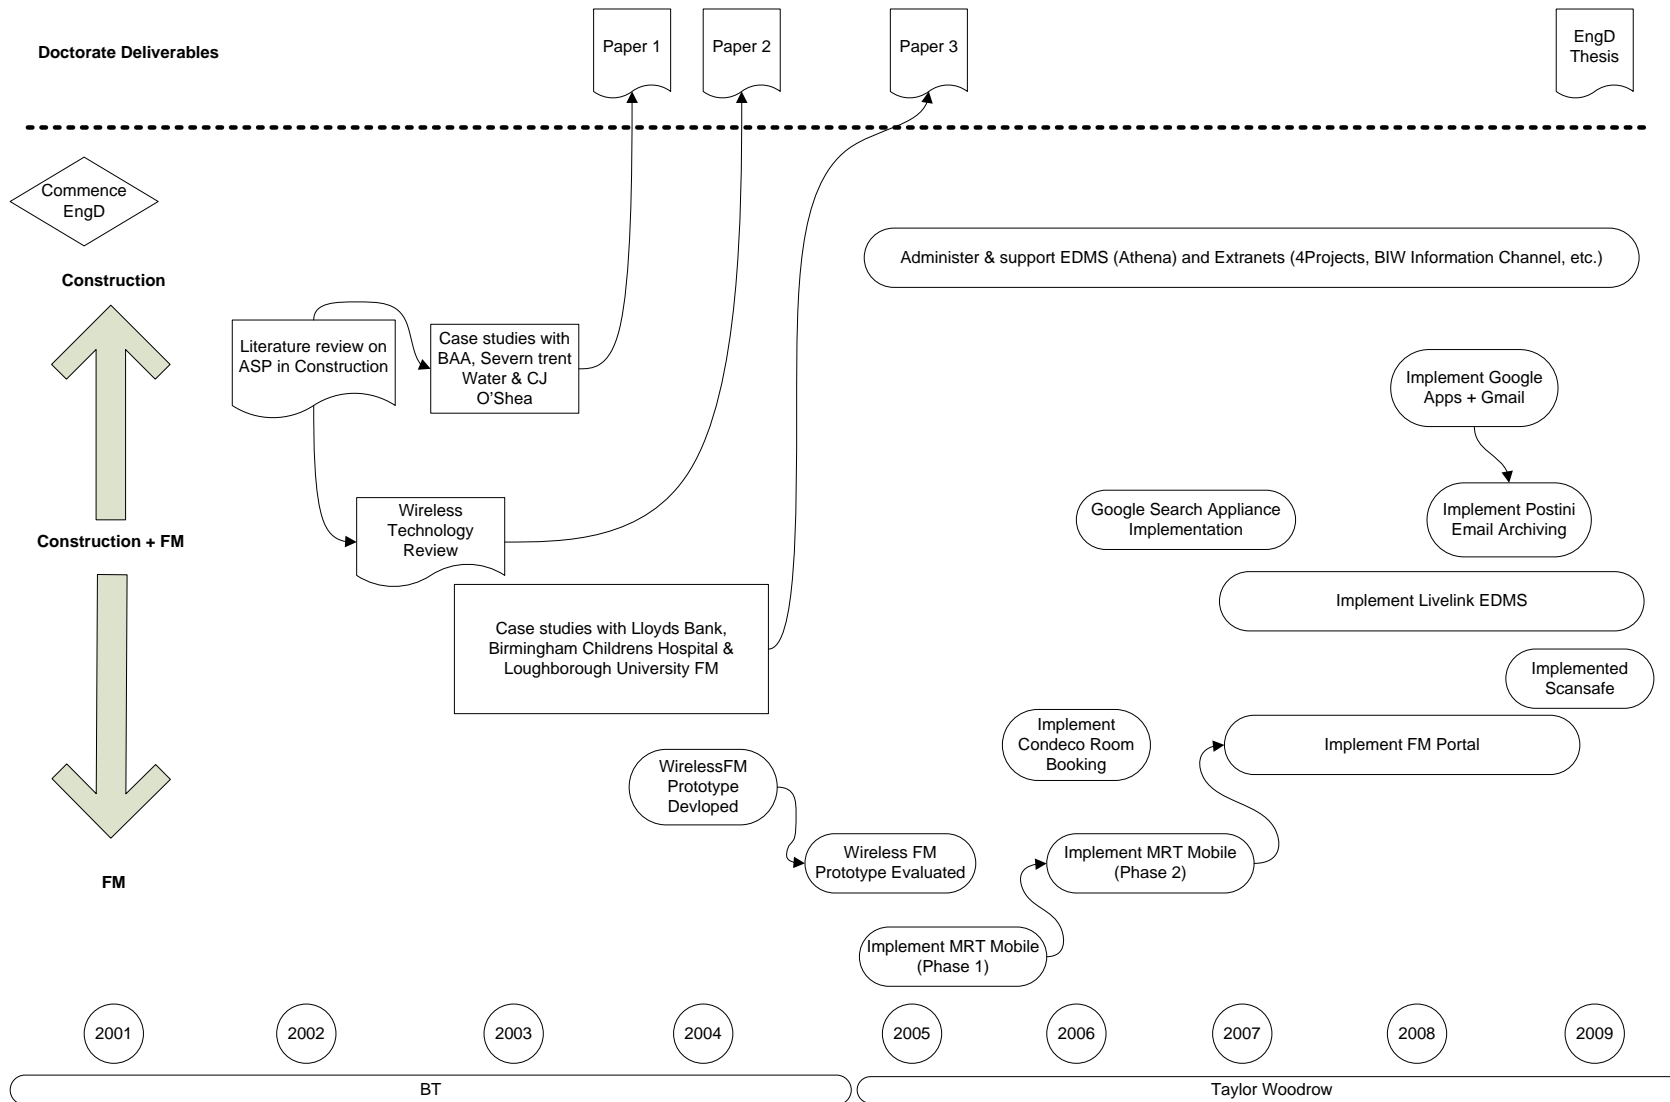 Doctorate Deliverables
Paper 1
Paper 2
Paper 3
EngD
Thesis
Commence
EngD
Construction
Administer & support EDMS (Athena) and Extranets (4Projects, BIW Information Channel, etc.)
Literature review on
ASP in Construction
Case studies with
BAA, Severn trent
Water & CJ
O'Shea
Implement Google
Apps + Gmail
Construction + FM
Wireless
Technology
Review
Google Search Appliance
Implementation
Implement Postini
Email Archiving
Implement Livelink EDMS
Case studies with Lloyds Bank,
Birmingham Childrens Hospital &
Loughborough University FM
Implemented
Scansafe
Implement
Condeco Room
Booking
Implement FM Portal
WirelessFM
Prototype
Devloped
Wireless FM
Prototype Evaluated
Implement MRT Mobile
(Phase 2)
FM
Implement MRT Mobile
(Phase 1)
2001
2002
2003
2004
2005
2006
2007
2008
2009
BT
Taylor Woodrow